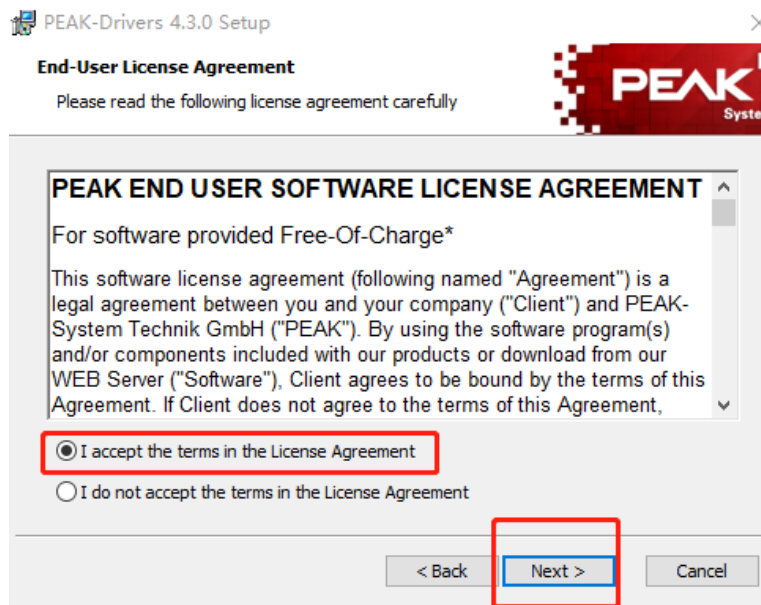 PEAK-Drivers 4.3.0 Setup
End-User License Agreement
Please read the following license agreement carefully
PEAK
Syste
PEAK END USER SOFTWARE LICENSE AGREEMENT
For software provided Free-Of-Charge*
This software license agreement (following named "Agreement") is a
legal agreement between you and your company ("Client") and PEAK-
System Technik GmbH ("PEAK"). By using the software program(s)
and/or components included with our products or download from our
WEB Server ("Software"), Client agrees to be bound by the terms of this
Agreement. If Client does not agree to the terms of this Agreement,
I accept the terms in the License Agreement
I do not accept the terms in the License Agreement
< Back Next > Cancel